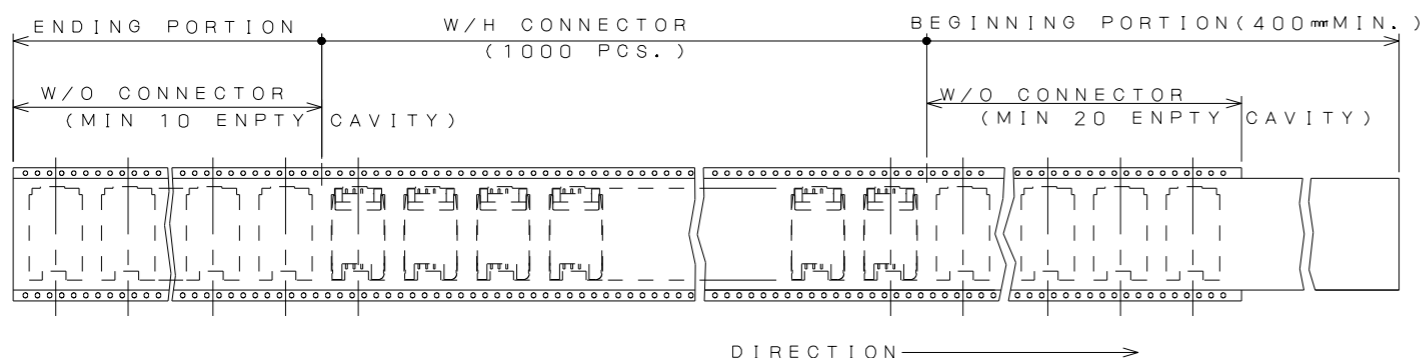 ENDING PORTION
W/H CONNECTOR
(1000 PCS.)
BEGINNING PORTION(400㎜MIN.)
W/O CONNECTOR
(MIN 10 ENPTY CAVITY)
W/O CONNECTOR
(MIN 20 ENPTY CAVITY)
DIRECTION